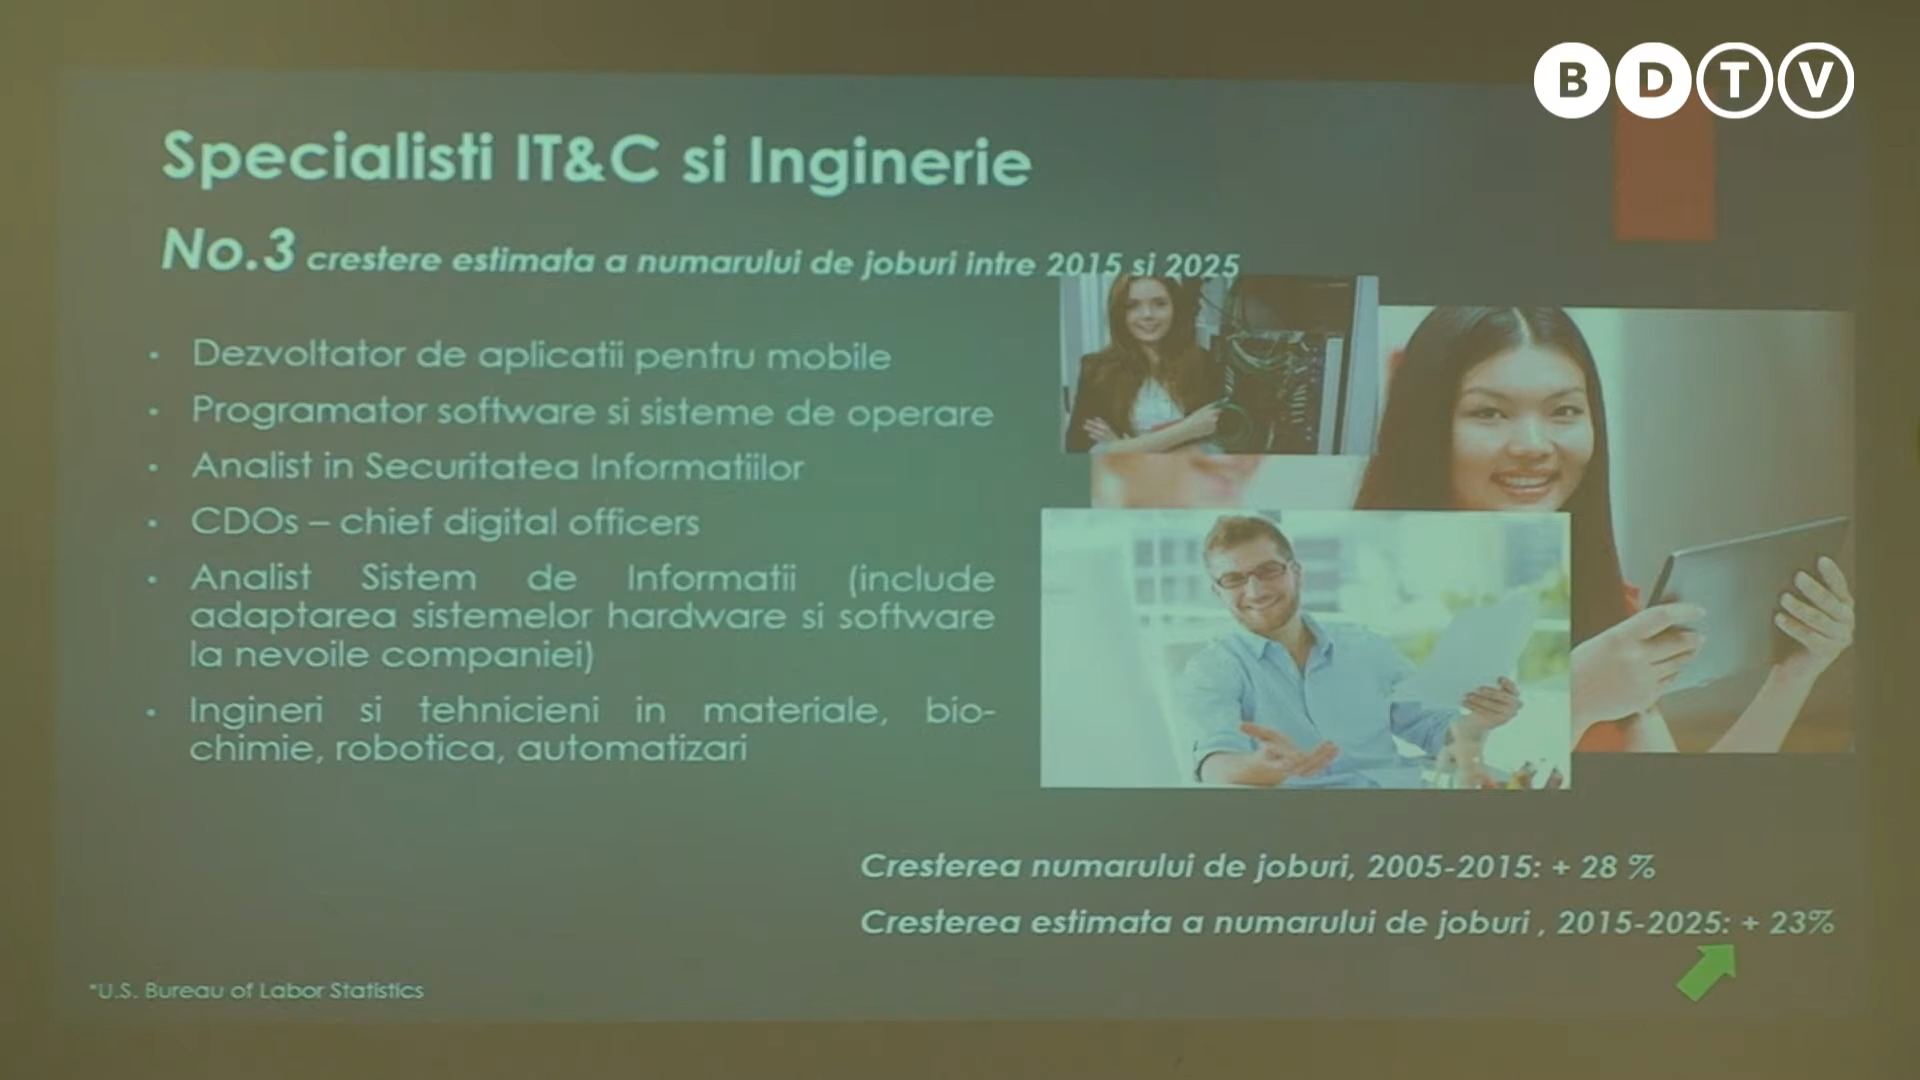 BDTV
Specialisti IT&C si Inginerie
No.3 crestere estimata a numarului de joburi intre 2015 si 2025
• Dezvoltator de aplicatii pentru mobile
• Programator software si sisteme de operare
• Analist in Securitatea Informatiilor
• CDOs – chief digital officers
• Analist Sistem de Informatii (include
adaptarea sistemelor hardware si software
la nevoile companiei)
• Ingineri si tehnicieni in materiale, bio-
chimie, robotica, automatizari
Cresterea numarului de joburi, 2005-2015: + 28 %
Cresterea estimata a numarului de joburi , 2015-2025: + 23%
*U.S. Bureau of Labor Statistics